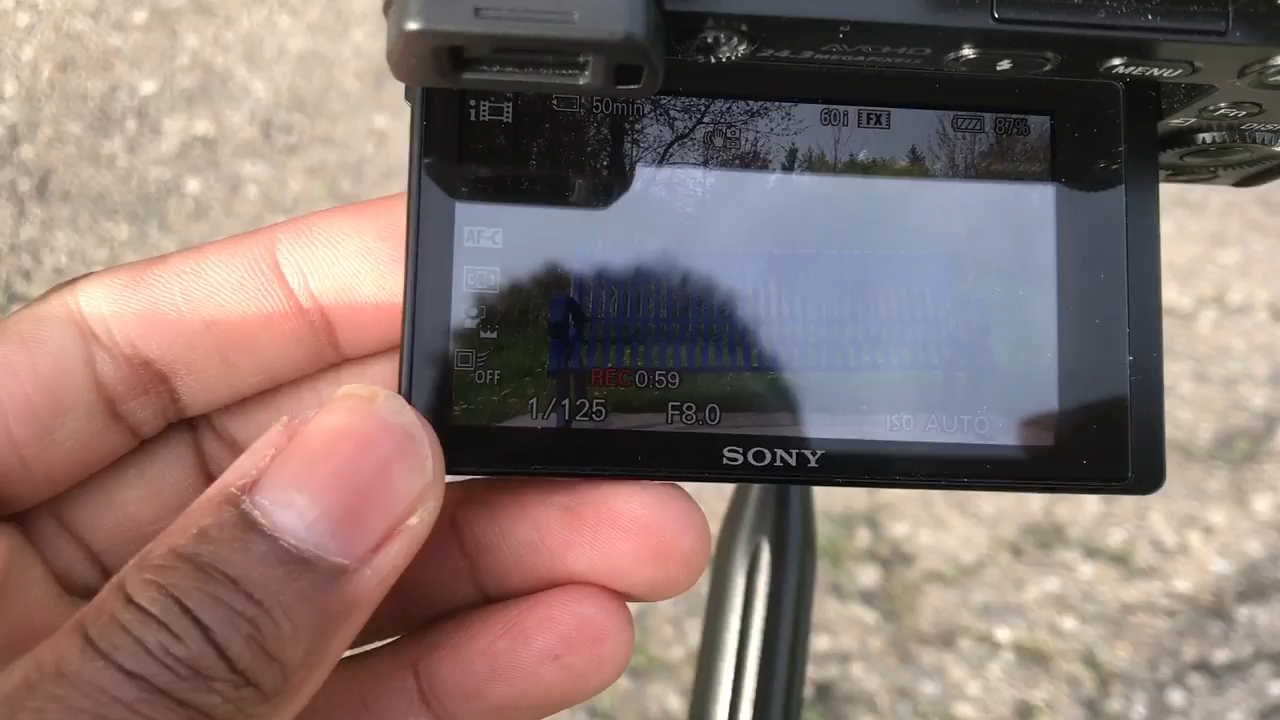 AVCHD
24.3 MEGAPIXELS
MENU
Fn
50min
60i FX
87%
AF-C
OFF
REC 0:59
1/125 F8.0
ISO AUTO
SONY